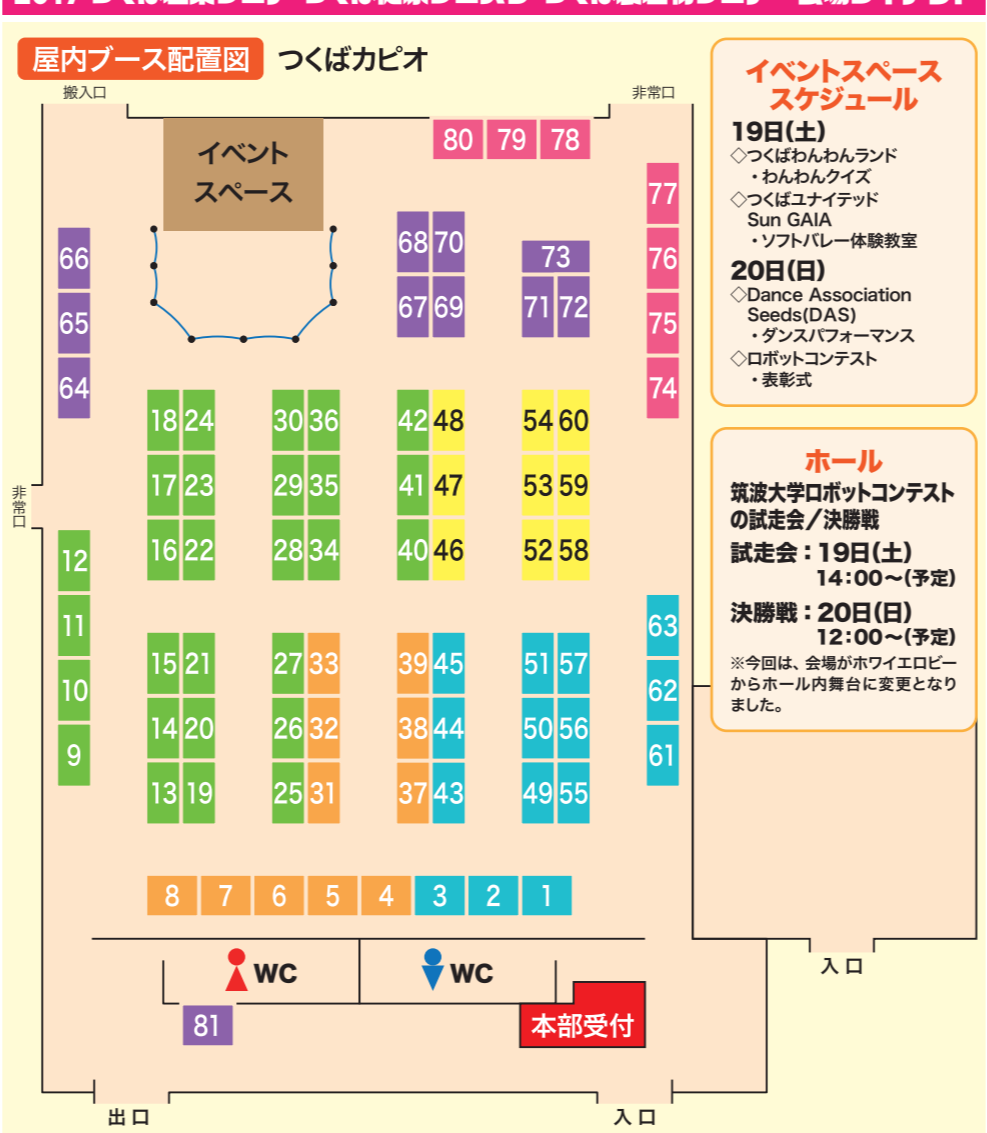 屋内ブース配置図 つくばカピオ
搬入口
非常口
イベント
スペース
80 79 78
77
76
75
74
68 70
73
67 69
71 72
66
65
64
18 24 30 36 42 48 54 60
17 23 29 35 41 47 53 59
16 22 28 34 40 46 52 58
非常口
12
11
10
9
15 21 27 33 39 45 51 57
14 20 26 32 38 44 50 56
13 19 25 31 37 43 49 55
63
62
61
8 7 6 5 4 3 2 1
WC
WC
81
本部受付
出口
入口
入口
イベントスペース
スケジュール
19日(土)
◇つくばわんわんランド
・わんわんクイズ
◇つくばユナイテッド
Sun GAIA
・ソフトバレー体験教室
20日(日)
◇Dance Association
Seeds(DAS)
・ダンスパフォーマンス
◇ロボットコンテスト
・表彰式
ホール
筑波大学ロボットコンテスト
の試走会/決勝戦
試走会：19日(土)
14：00～(予定)
決勝戦：20日(日)
12：00～(予定)
※今回は、会場がホワイエロビー
からホール内舞台に変更となり
ました。